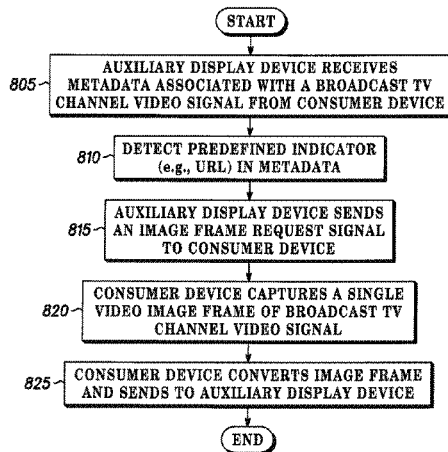 START
805
AUXILIARY DISPLAY DEVICE RECEIVES
METADATA ASSOCIATED WITH A BROADCAST TV
CHANNEL VIDEO SIGNAL FROM CONSUMER DEVICE
810
DETECT PREDEFINED INDICATOR
(e.g., URL) IN METADATA
815
AUXILIARY DISPLAY DEVICE SENDS
AN IMAGE FRAME REQUEST SIGNAL
TO CONSUMER DEVICE
820
CONSUMER DEVICE CAPTURES A SINGLE
VIDEO IMAGE FRAME OF BROADCAST TV
CHANNEL VIDEO SIGNAL
825
CONSUMER DEVICE CONVERTS IMAGE FRAME
AND SENDS TO AUXILIARY DISPLAY DEVICE
END